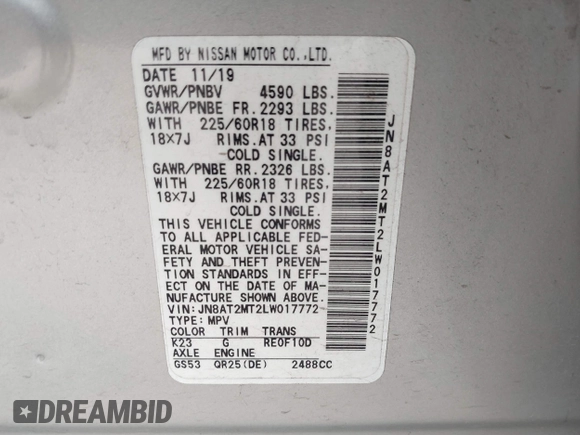 MFD BY NISSAN MOTOR CO.,LTD.
DATE 11/19
GVWR/PNBV 4590 LBS.
GAWR/PNBE FR. 2293 LBS.
WITH 225/60R18 TIRES,
18×7J RIMS. AT 33 PSI
COLD SINGLE.
GAWR/PNBE RR. 2326 LBS.
WITH 225/60R18 TIRES,
18×7J RIMS. AT 33 PSI
COLD SINGLE.
THIS VEHICLE CONFORMS
TO ALL APPLICABLE FED-
ERAL MOTOR VEHICLE SA-
FETY AND THEFT PREVEN-
TION STANDARDS IN EFF-
ECT ON THE DATE OF MA-
NUFACTURE SHOWN ABOVE.
VIN: JN8AT2MT2LW017772
TYPE: MPV
COLOR TRIM TRANS
K23 G RE0F10D
AXLE ENGINE
GS53 QR25(DE) 2488CC
JN8AT2MT2LW017772
DREAMBID